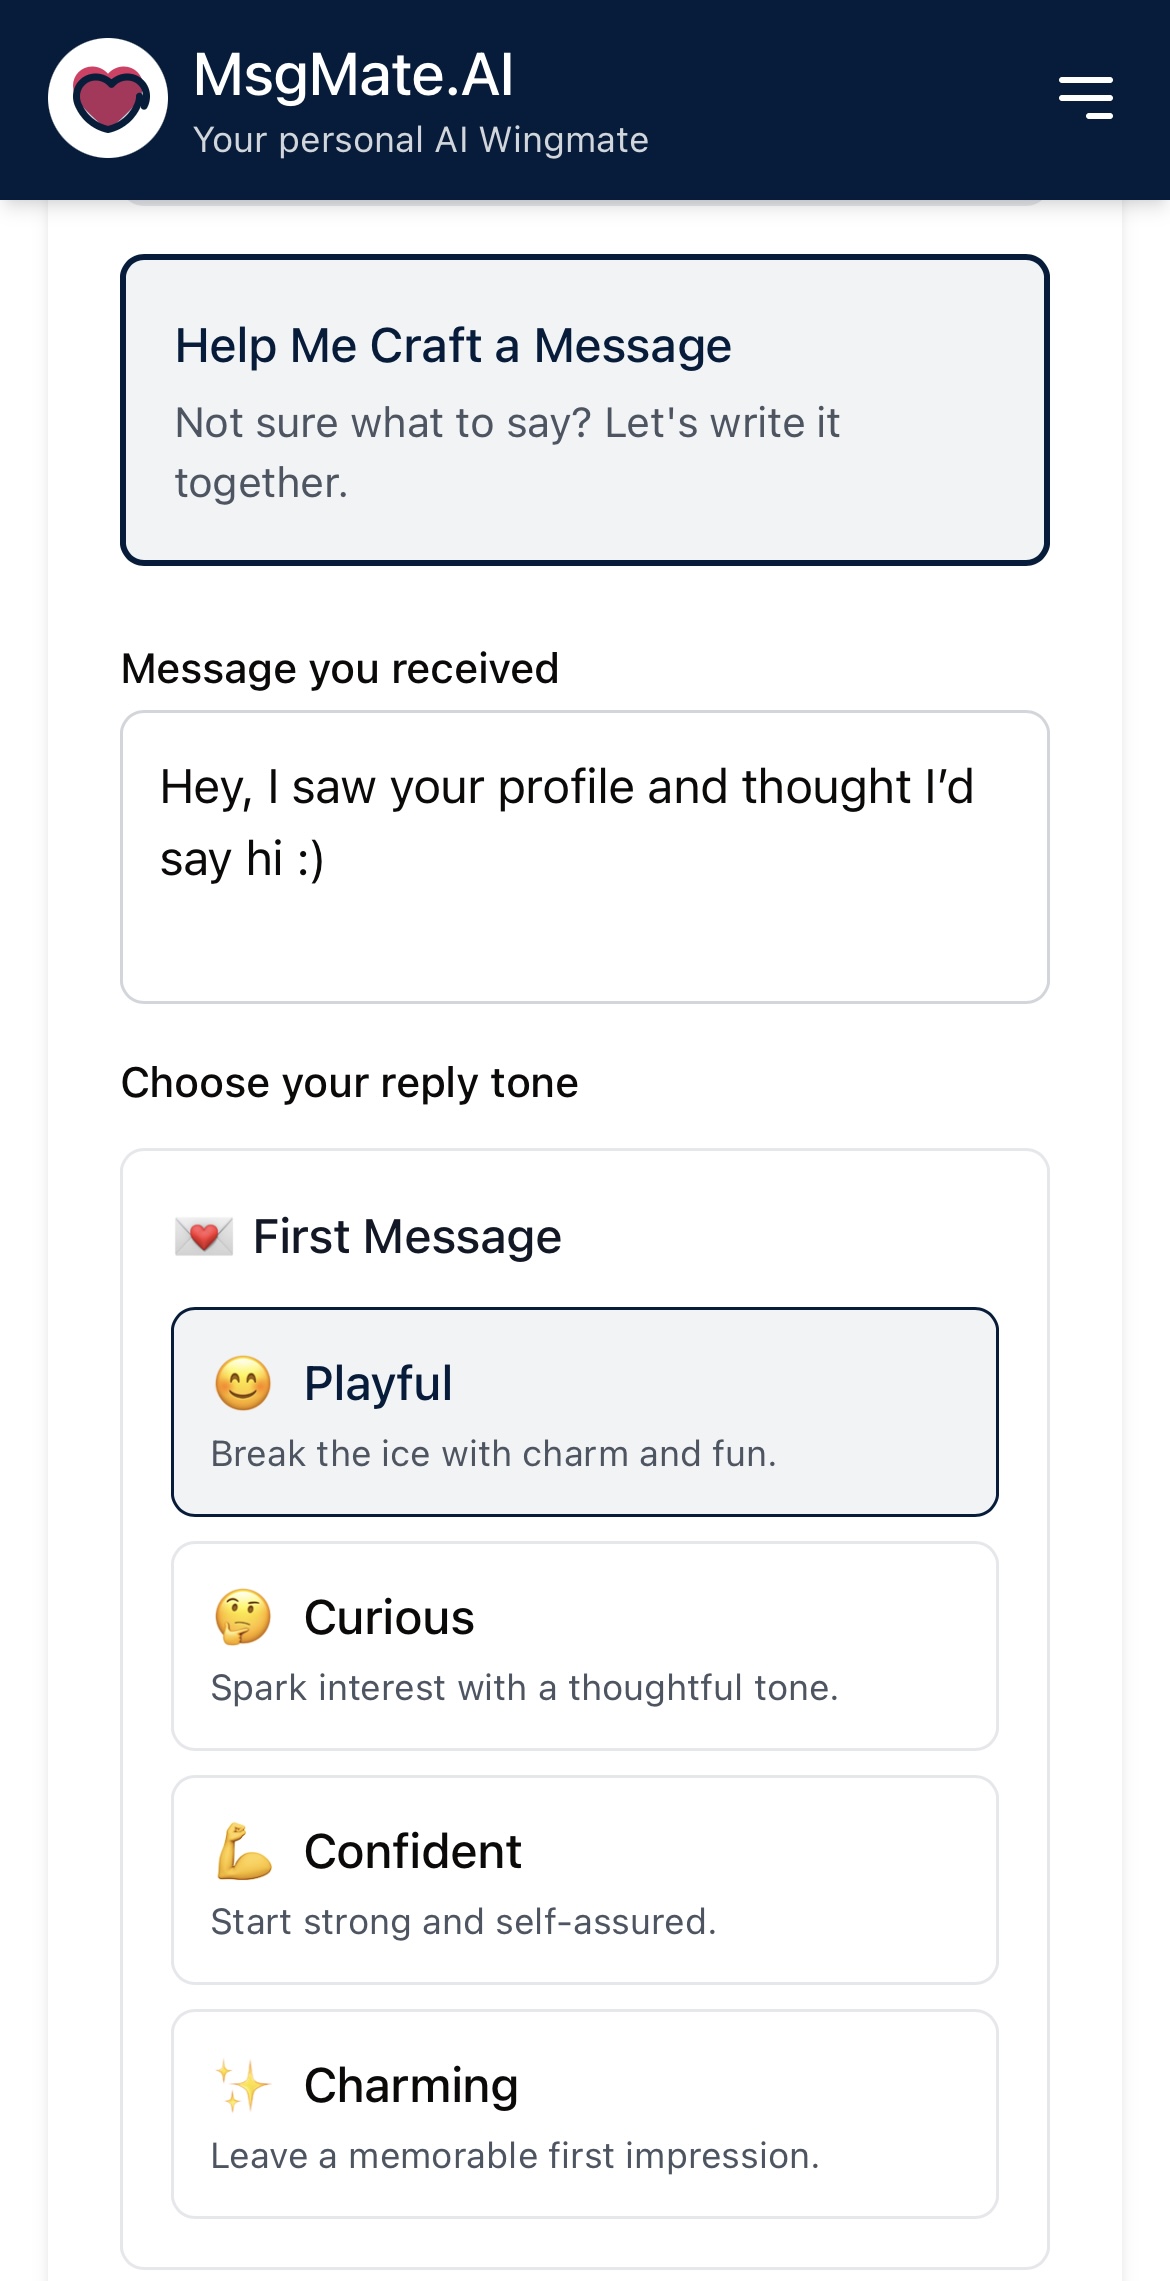 MsgMate.AI
Your personal AI Wingmate
Help Me Craft a Message
Not sure what to say? Let's write it
together.
Message you received
Hey, I saw your profile and thought I’d
say hi :)
Choose your reply tone
💌 First Message
😊 Playful
Break the ice with charm and fun.
🤔 Curious
Spark interest with a thoughtful tone.
💪 Confident
Start strong and self-assured.
✨ Charming
Leave a memorable first impression.